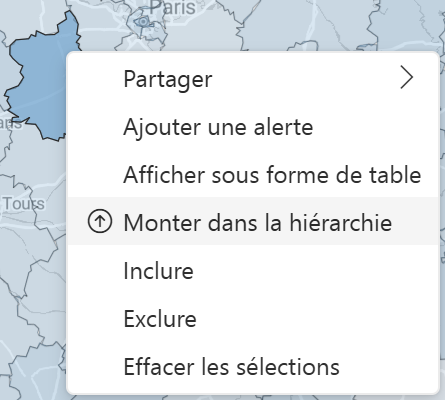 Paris
Partager
Ajouter une alerte
Afficher sous forme de table
Tours
Monter dans la hiérarchie
Inclure
Exclure
Effacer les sélections